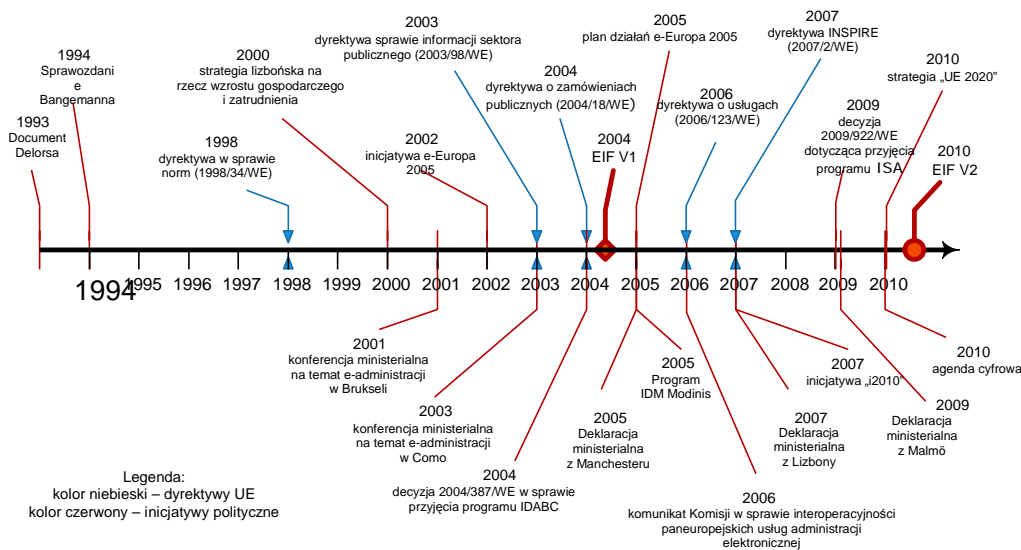 1993
Document
Delorsa
1994
Sprawozdani
e
Bangemanna
1998
dyrektywa w sprawie
norm (1998/34/WE)
2000
strategia lizbońska na
rzecz wzrostu gospodarczego
i zatrudnienia
2002
inicjatywa e-Europa
2005
2003
dyrektywa sprawie informacji sektora
publicznego (2003/98/WE)
2004
dyrektywa o zamówieniach
publicznych (2004/18/WE)
2004
EIF V1
2005
plan działań e-Europa 2005
2006
dyrektywa o usługach
(2006/123/WE)
2007
dyrektywa INSPIRE
(2007/2/WE)
2009
decyzja
2009/922/WE
dotycząca przyjęcia
programu ISA
2010
strategia „UE 2020”
2010
EIF V2
1994 1995 1996 1997 1998 1999 2000 2001 2002 2003 2004 2005 2006 2007 2008 2009 2010
2001
konferencja ministerialna
na temat e-administracji
w Brukseli
2003
konferencja ministerialna
na temat e-administracji
w Como
2004
decyzja 2004/387/WE w sprawie
przyjęcia programu IDABC
2005
Deklaracja
ministerialna
z Manchesteru
2005
Program
IDM Modinis
2006
komunikat Komisji w sprawie interoperacyjności
paneuropejskich usług administracji
elektronicznej
2007
Deklaracja
ministerialna
z Lizbony
2007
inicjatywa „i2010”
2009
Deklaracja
ministerialna
z Malmö
2010
agenda cyfrowa
Legenda:
kolor niebieski – dyrektywy UE
kolor czerwony – inicjatywy polityczne